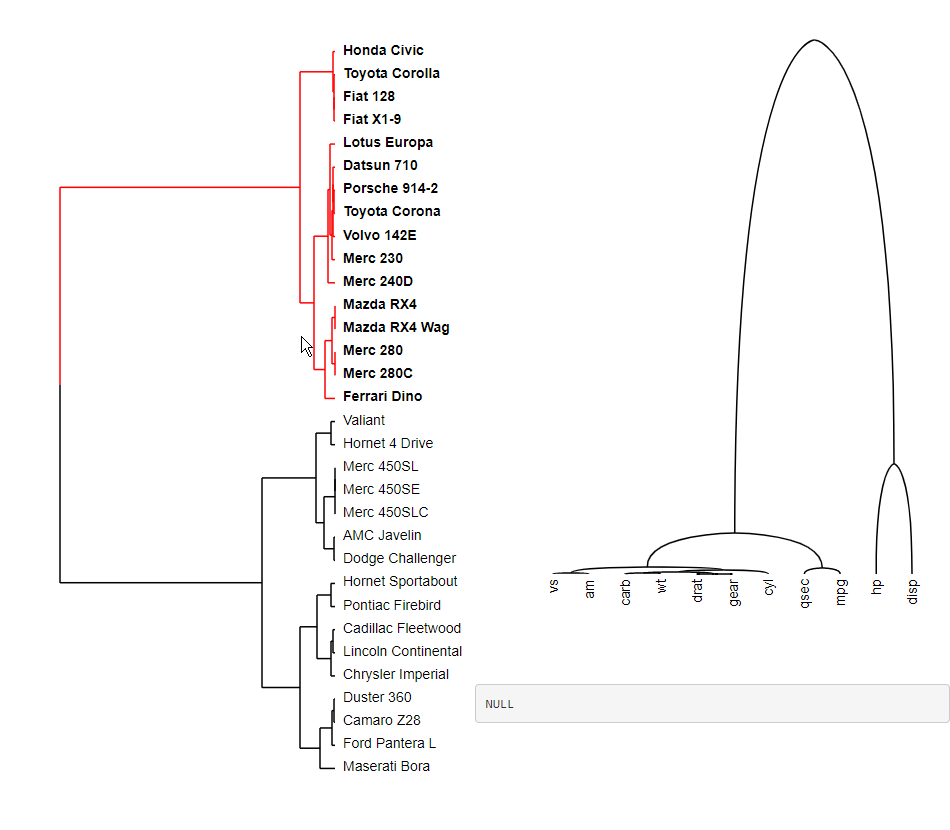 Honda Civic
Toyota Corolla
Fiat 128
Fiat X1-9
Lotus Europa
Datsun 710
Porsche 914-2
Toyota Corona
Volvo 142E
Merc 230
Merc 240D
Mazda RX4
Mazda RX4 Wag
Merc 280
Merc 280C
Ferrari Dino
Valiant
Hornet 4 Drive
Merc 450SL
Merc 450SE
Merc 450SLC
AMC Javelin
Dodge Challenger
Hornet Sportabout
Pontiac Firebird
Cadillac Fleetwood
Lincoln Continental
Chrysler Imperial
Duster 360
Camaro Z28
Ford Pantera L
Maserati Bora
vs
am
carb
wt
drat
gear
cyl
qsec
mpg
hp
disp
NULL